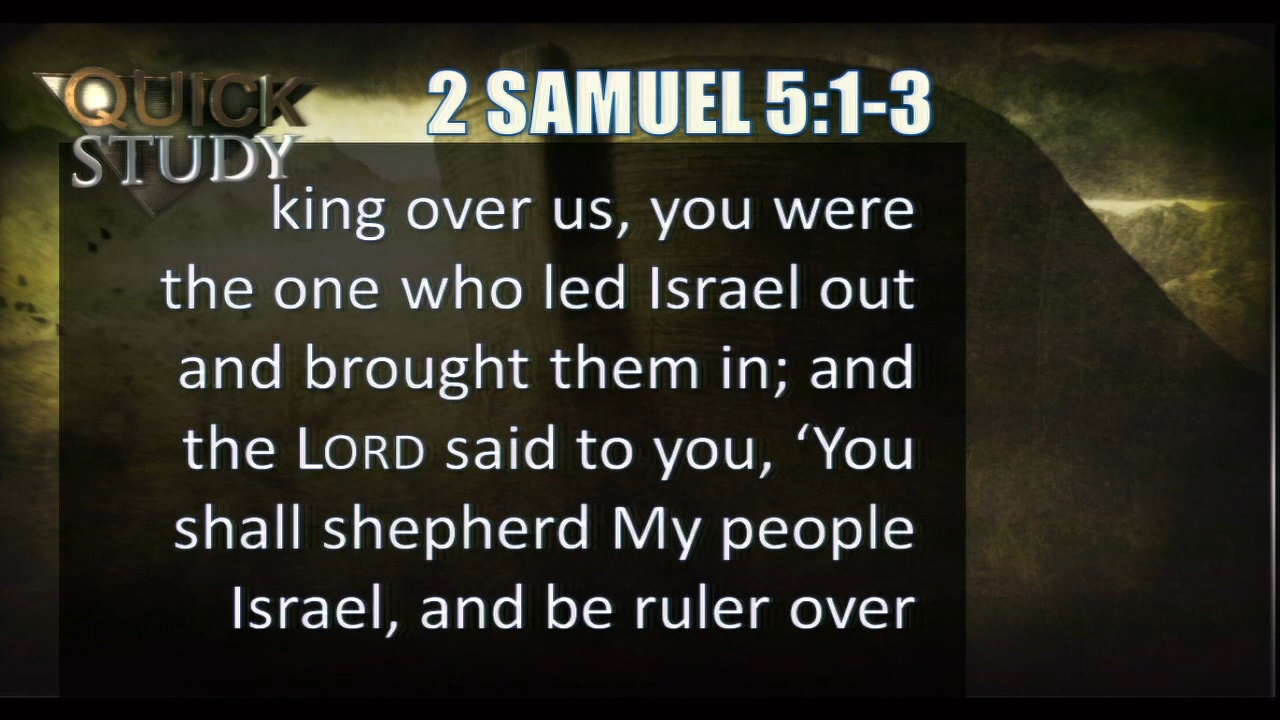 QUICK
STUDY
2 SAMUEL 5:1-3
king over us, you were
the one who led Israel out
and brought them in; and
the LORD said to you, ‘You
shall shepherd My people
Israel, and be ruler over